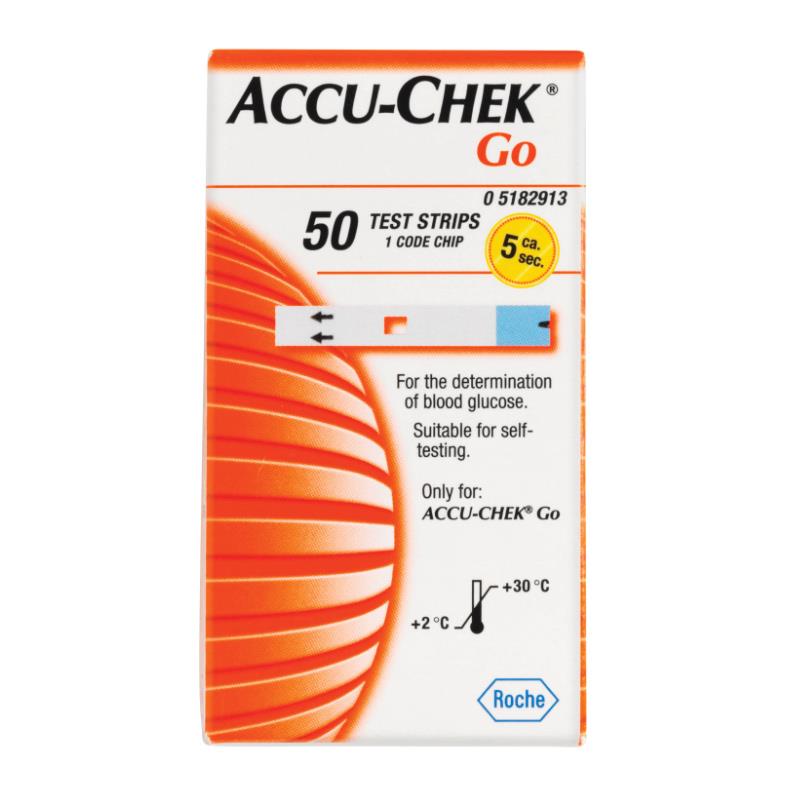 ACCU-CHEK®
Go
0 5182913
50 TEST STRIPS
1 CODE CHIP
5 ca.
sec.
For the determination
of blood glucose.
Suitable for self-
testing.
Only for:
ACCU-CHEK® Go
+30 °C
+2 °C
Roche